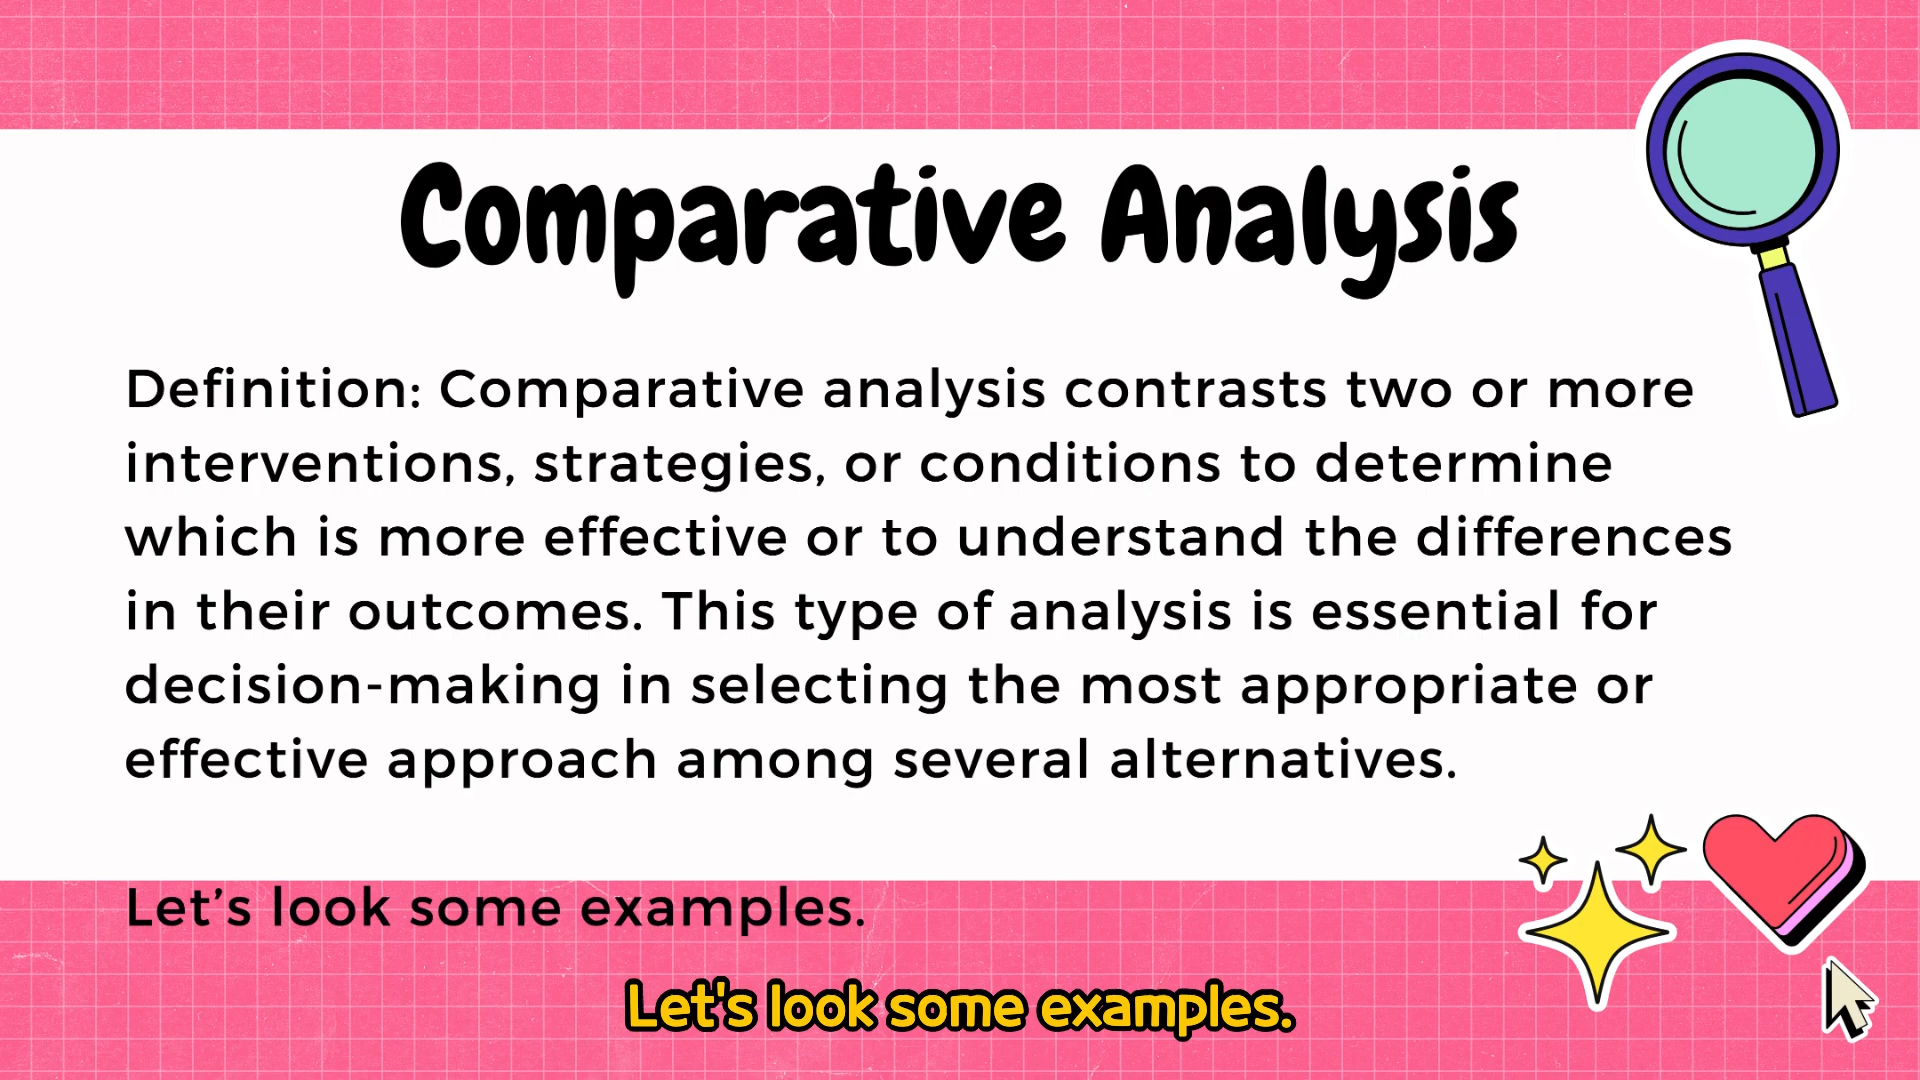 Comparative Analysis
Definition: Comparative analysis contrasts two or more
interventions, strategies, or conditions to determine
which is more effective or to understand the differences
in their outcomes. This type of analysis is essential for
decision-making in selecting the most appropriate or
effective approach among several alternatives.
Let’s look some examples.
Let's look some examples.